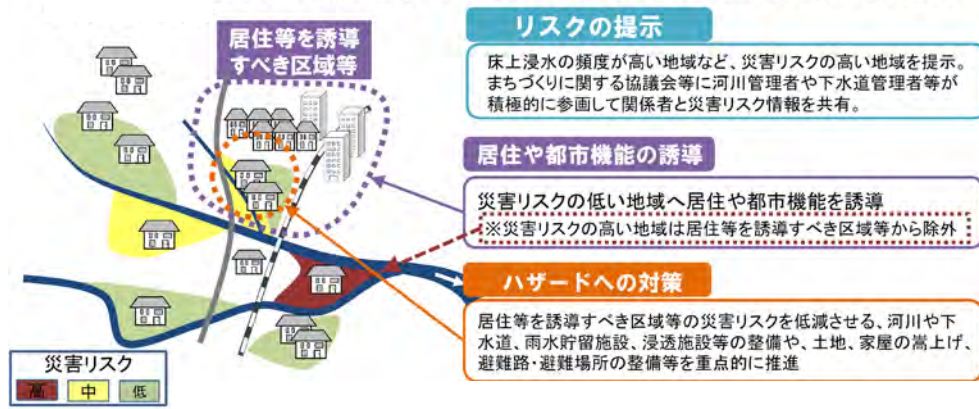 居住等を誘導
すべき区域等
リスクの提示
床上浸水の頻度が高い地域など、災害リスクの高い地域を提示。
まちづくりに関する協議会等に河川管理者や下水道管理者等が
積極的に参画して関係者と災害リスク情報を共有。
居住や都市機能の誘導
災害リスクの低い地域へ居住や都市機能を誘導
※災害リスクの高い地域は居住等を誘導すべき区域等から除外
ハザードへの対策
居住等を誘導すべき区域等の災害リスクを低減させる、河川や下
水道、雨水貯留施設、浸透施設等の整備や、土地、家屋の嵩上げ、
避難路・避難場所の整備等を重点的に推進
災害リスク
高 中 低